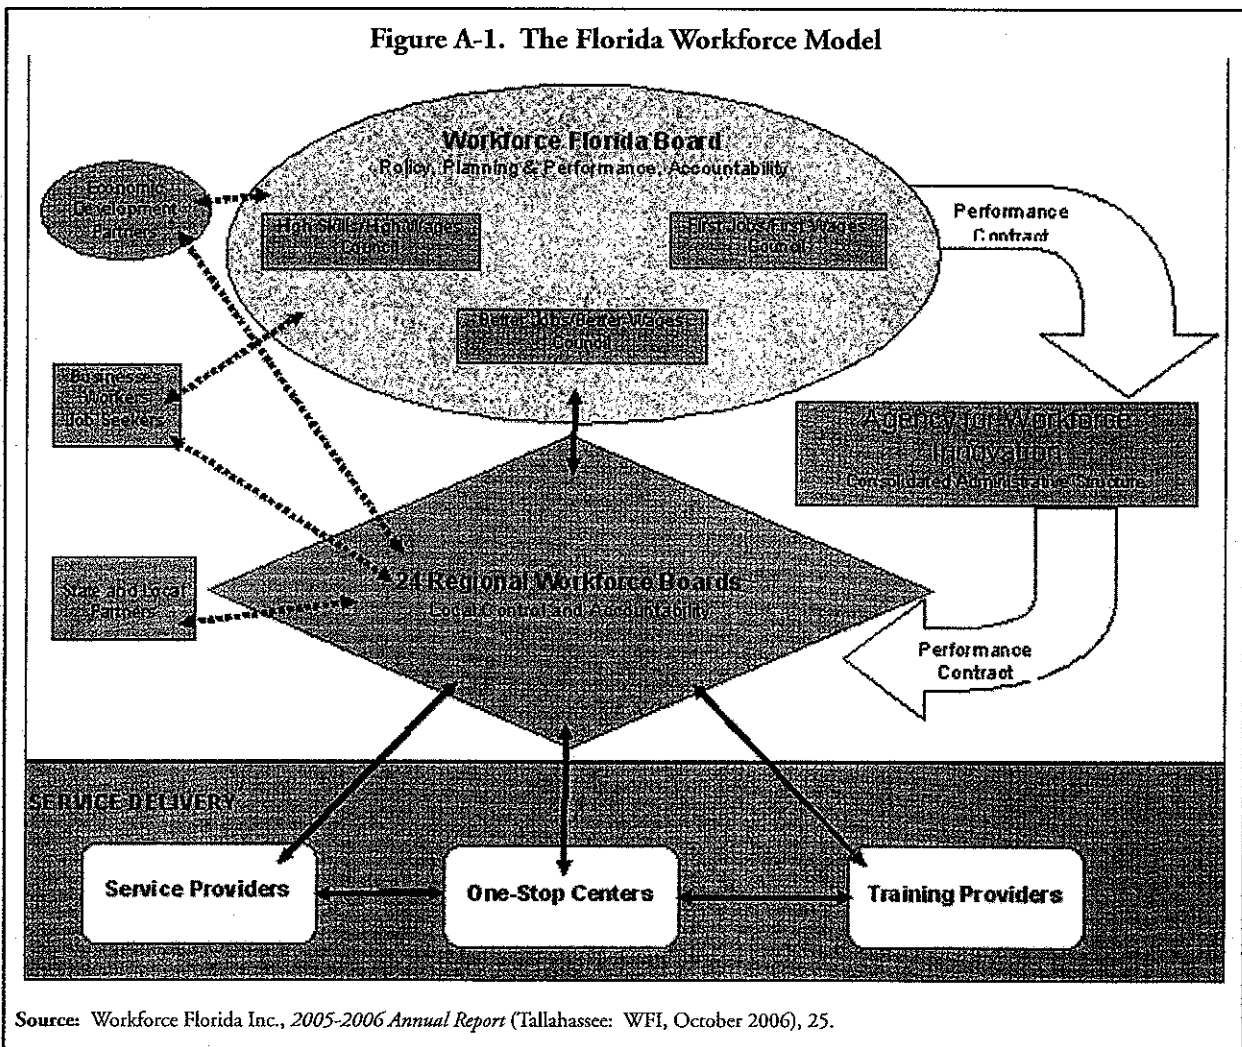 Figure A-1. The Florida Workforce Model
Workforce Florida Board
Policy, Planning & Performance, Accountability
Economic
Development
Partners
High Skills/High Wages
Council
First Jobs/First Wages
Council
Performance
Contract
Better Jobs/Better Wages
Council
Businesses
Workers
Job Seekers
Agency for Workforce
Innovation
Consolidated Administrative Structure
24 Regional Workforce Boards
Local Control and Accountability
State and Local
Partners
Performance
Contract
SERVICE DELIVERY
Service Providers
One-Stop Centers
Training Providers
Source: Workforce Florida Inc., 2005-2006 Annual Report (Tallahassee: WFI, October 2006), 25.